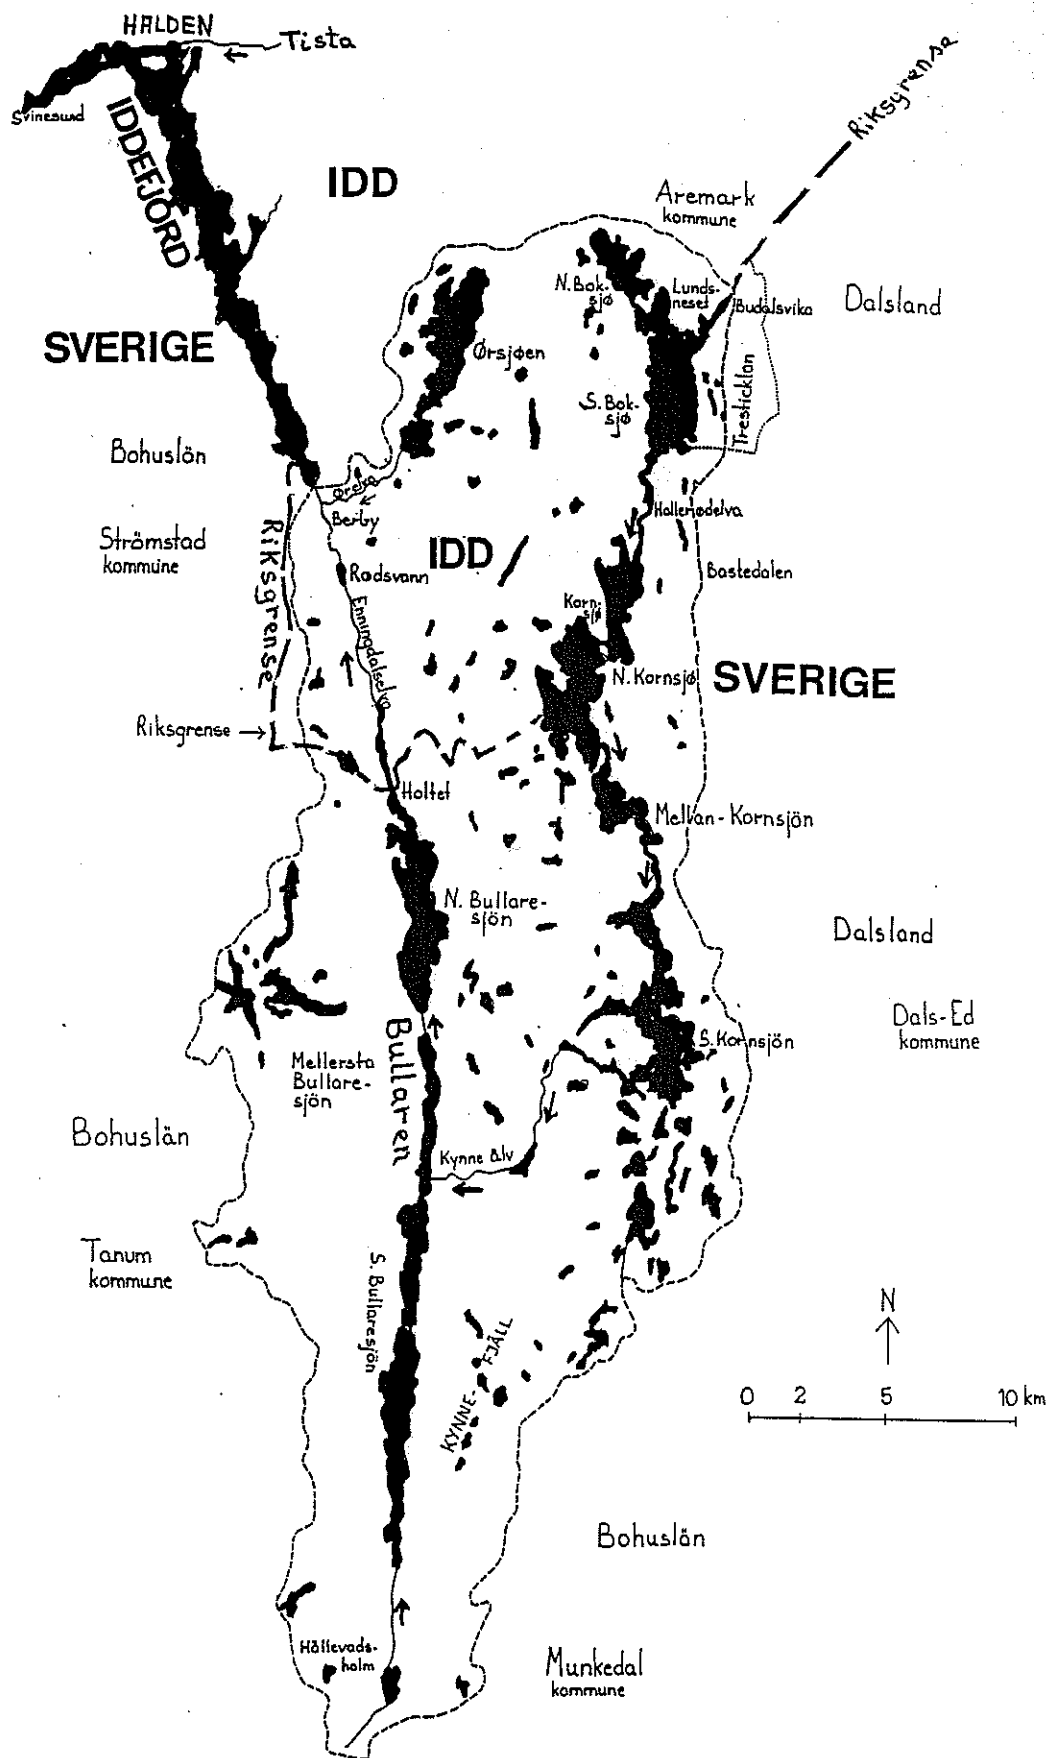 HALDEN
Tista
Svinesund
IDDEFJORD
IDD
Riksgrense
Aremark
kommune
N. Bok-
sjø
Lunds-
neset
Budalsvika
Dalsland
SVERIGE
Ørsjøen
S. Bok-
sjø
Tresticklan
Bohuslön
Ørelva
Berby
Hallerødelva
Strömstad
kommune
Riksgrense
IDD
Rødsvann
Bastedalen
Enningdalselva
Korn-
sjø
N. Kornsjø
SVERIGE
Riksgrense →
Holtet
Mellan-Kornsjön
N. Bullare-
sjön
Dalsland
Dals-Ed
kommune
S. Kornsjön
Bullaren
Mellersta
Bullare-
sjön
Bohuslän
Kynne älv
Tanum
kommune
S. Bullaresjön
N
KYNNE-
FJÄLL
0 2 5 10 km
Bohuslön
Hällevads-
holm
Munkedal
kommune